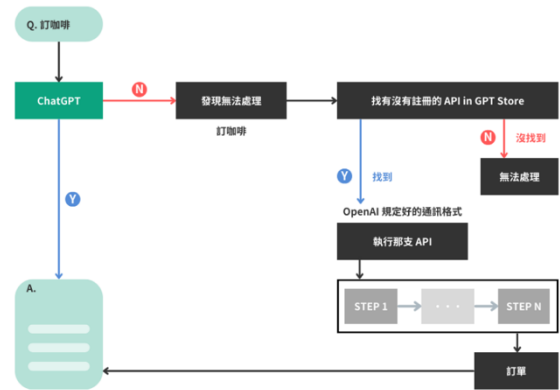 Q. 訂咖啡
ChatGPT
N
發現無法處理
找有沒有註冊的 API in GPT Store
訂咖啡
N
沒找到
Y
找到
無法處理
Y
OpenAI 規定好的通訊格式
執行那支 API
A.
STEP 1
· · ·
STEP N
訂單